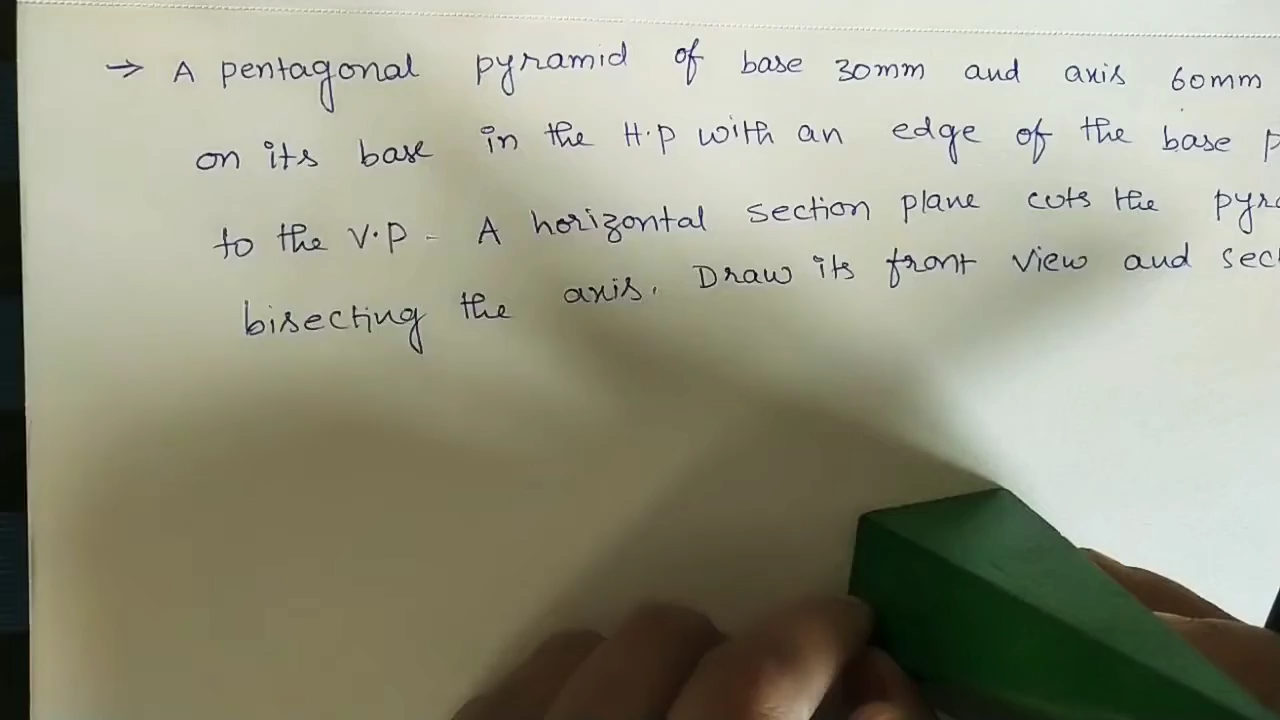 → A pentagonal pyramid of base 30mm and axis 60mm
on its base in the H.P with an edge of the base
to the V.P - A horizontal section plane cuts the
bisecting the axis. Draw its front view and